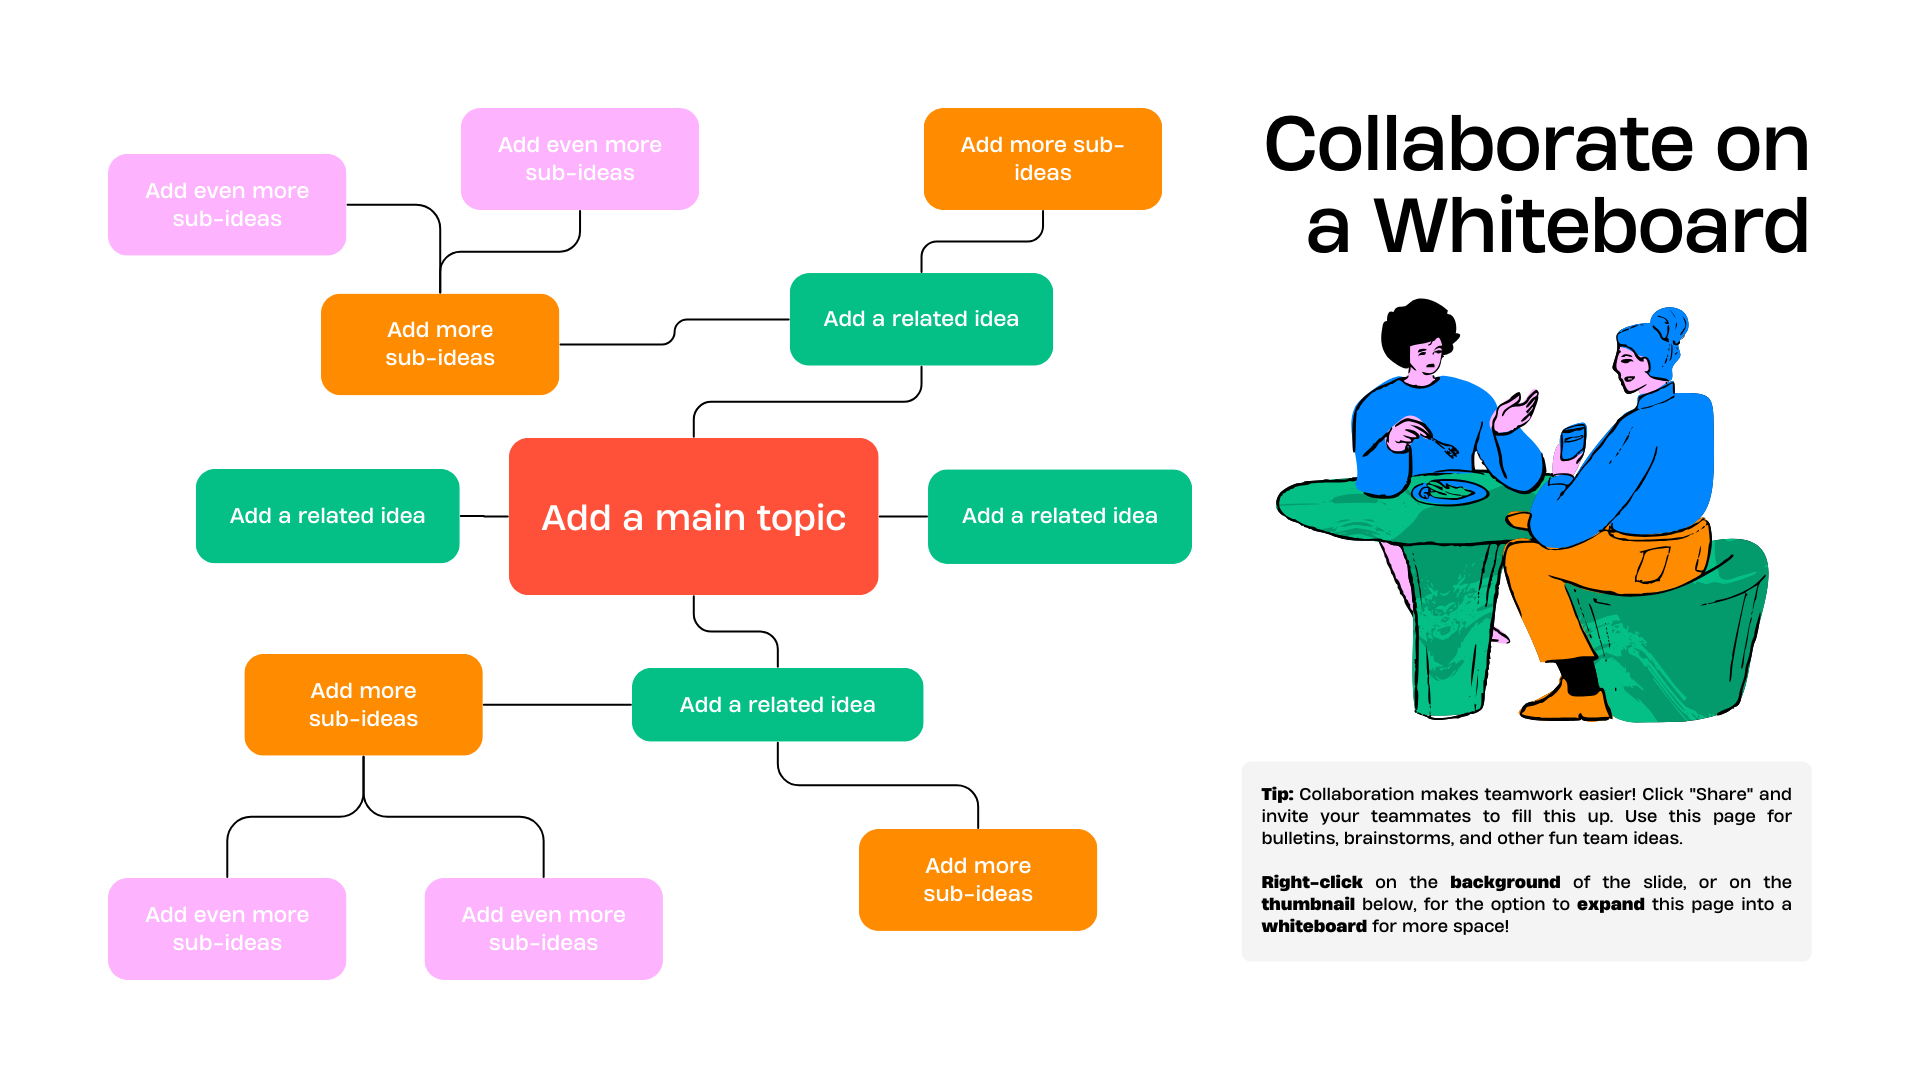 Collaborate on
a Whiteboard
Add even more
sub-ideas
Add even more
sub-ideas
Add more sub-
ideas
Add more
sub-ideas
Add a related idea
Add a related idea
Add a main topic
Add a related idea
Add more
sub-ideas
Add a related idea
Add more
sub-ideas
Add even more
sub-ideas
Add even more
sub-ideas
Tip: Collaboration makes teamwork easier! Click "Share" and
invite your teammates to fill this up. Use this page for
bulletins, brainstorms, and other fun team ideas.
Right-click on the background of the slide, or on the
thumbnail below, for the option to expand this page into a
whiteboard for more space!